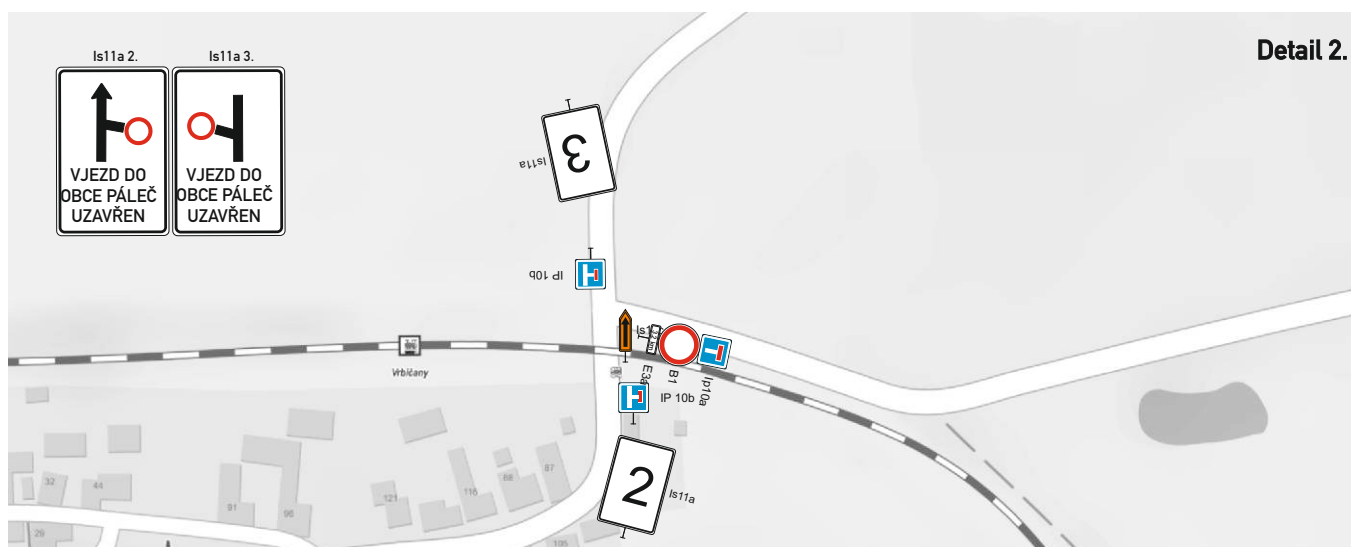 Is11a 2.
Is11a 3.
Detail 2.
VJEZD DO
OBCE PÁLEČ
UZAVŘEN
VJEZD DO
OBCE PÁLEČ
UZAVŘEN
3
Is11a
IP 10b
E3a
B1
Ip10a
Vrbičany
IP 10b
2
Is11a
32
44
91
96
121
116
68
87
29
105